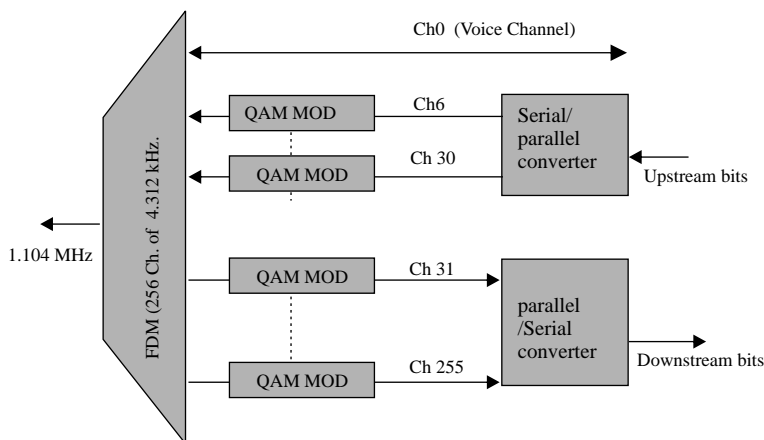 Ch0 (Voice Channel)
QAM MOD
Ch6
Serial/
parallel
converter
QAM MOD
Ch 30
Upstream bits
1.104 MHz
FDM (256 Ch. of 4.312 kHz.
QAM MOD
Ch 31
parallel
/Serial
converter
Downstream bits
QAM MOD
Ch 255